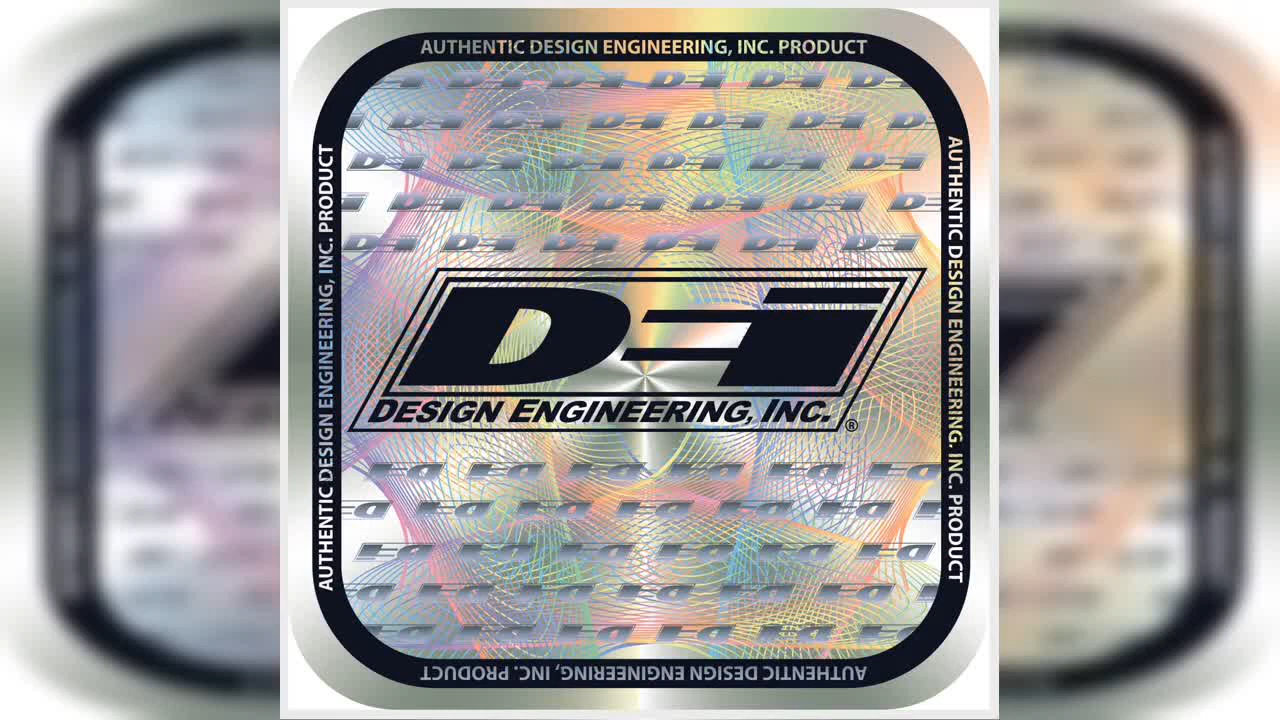 AUTHENTIC DESIGN ENGINEERING, INC. PRODUCT
AUTHENTIC DESIGN ENGINEERING, INC. PRODUCT
AUTHENTIC DESIGN ENGINEERING. INC. PRODUCT
DEI
DESIGN ENGINEERING, INC.®
AUTHENTIC DESIGN ENGINEERING, INC. PRODUCT